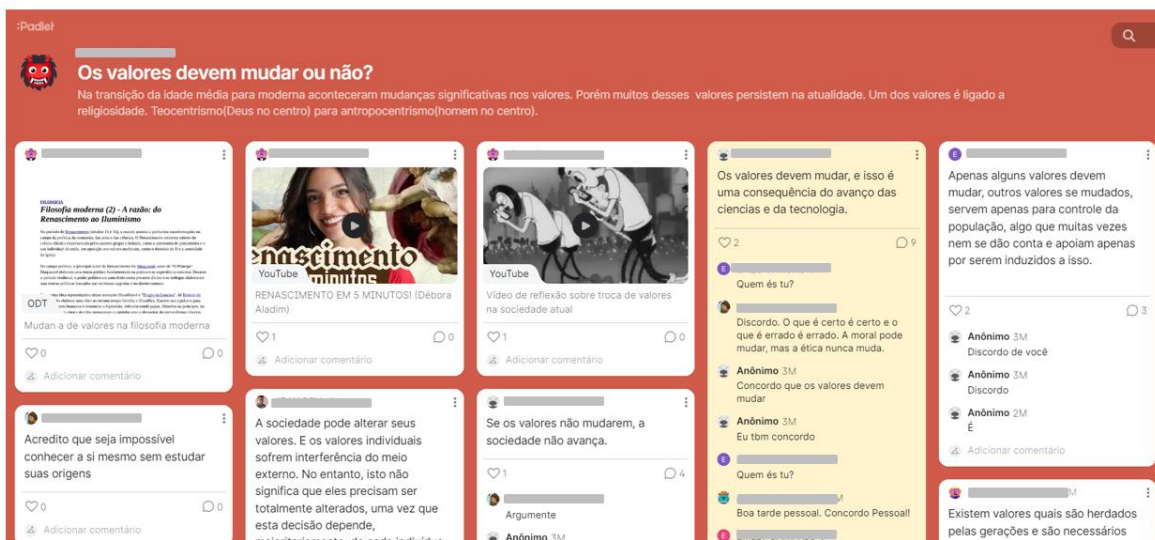 :Padlet
Os valores devem mudar ou não?
Na transição da idade média para moderna aconteceram mudanças significativas nos valores. Porém muitos desses valores persistem na atualidade. Um dos valores é ligado a
religiosidade. Teocentrismo(Deus no centro) para antropocentrismo(homem no centro).
FILOSOFIA
Filosofia moderna (2) - A razão: do
Renascimento ao Iluminismo
ODT
Mudan a de valores na filosofia moderna
0
0
Adicionar comentário
Acredito que seja impossível
conhecer a si mesmo sem estudar
suas origens
0
0
Adicionar comentário
enascimento
minutos
YouTube
RENASCIMENTO EM 5 MINUTOS! (Débora
Aladim)
1
0
Adicionar comentário
A sociedade pode alterar seus
valores. E os valores individuais
sofrem interferência do meio
externo. No entanto, isto não
significa que eles precisam ser
totalmente alterados, uma vez que
esta decisão depende,
YouTube
Vídeo de reflexão sobre troca de valores
na sociedade atual
1
0
Adicionar comentário
Se os valores não mudarem, a
sociedade não avança.
1
4
Argumente
Anônimo 3M
Os valores devem mudar, e isso é
uma consequência do avanço das
ciencias e da tecnologia.
2
9
E
Quem és tu?
Discordo. O que é certo é certo e o
que é errado é errado. A moral pode
mudar, mas a ética nunca muda.
Anônimo 3M
Concordo que os valores devem
mudar
Anônimo 3M
Eu tbm concordo
E
Quem és tu?
M
Boa tarde pessoal. Concordo Pessoal!
E
E
Apenas alguns valores devem
mudar, outros valores se mudados,
servem apenas para controle da
população, algo que muitas vezes
nem se dão conta e apoiam apenas
por serem induzidos a isso.
2
3
Anônimo 3M
Discordo de você
Anônimo 3M
Discordo
Anônimo 2M
É
Adicionar comentário
M
Existem valores quais são herdados
pelas gerações e são necessários